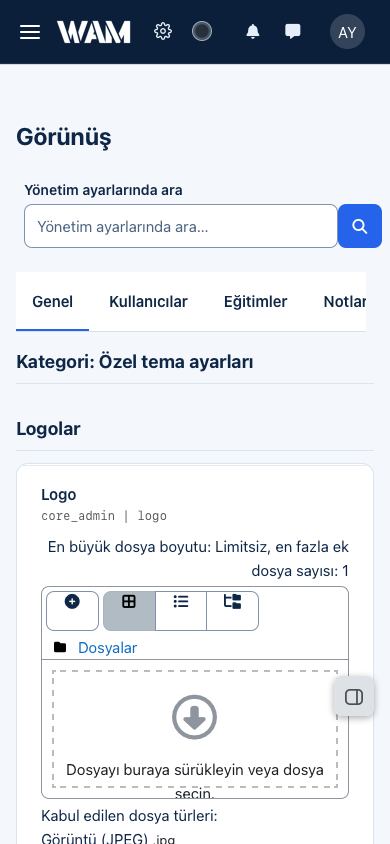 WAM
AY
Görünüş
Yönetim ayarlarında ara
Yönetim ayarlarında ara...
Genel
Kullanıcılar
Eğitimler
Notlar
Kategori: Özel tema ayarları
Logolar
Logo
core_admin | logo
En büyük dosya boyutu: Limitsiz, en fazla ek
dosya sayısı: 1
Dosyalar
Dosyayı buraya sürükleyin veya dosya
seçin.
Kabul edilen dosya türleri:
Görüntü (JPEG) .jpg